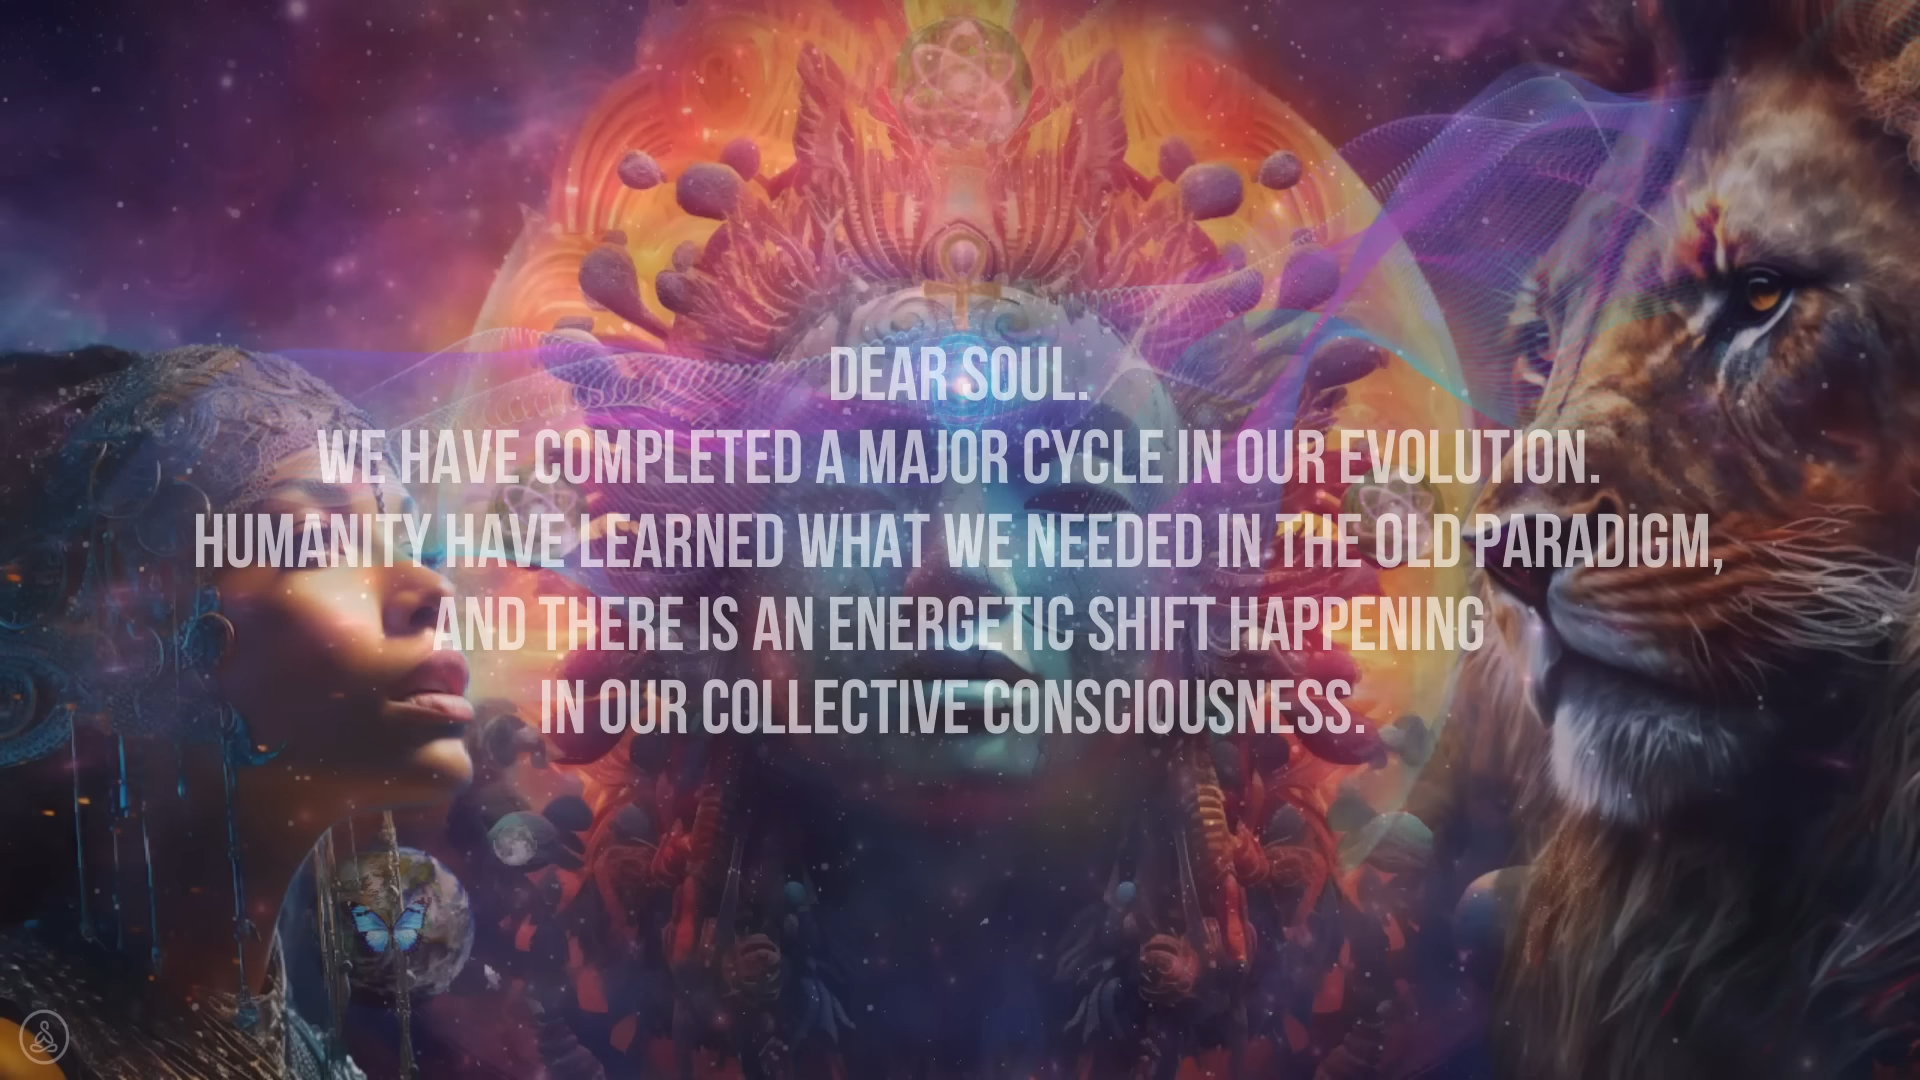 DEAR SOUL.
WE HAVE COMPLETED A MAJOR CYCLE IN OUR EVOLUTION.
HUMANITY HAVE LEARNED WHAT WE NEEDED IN THE OLD PARADIGM,
AND THERE IS AN ENERGETIC SHIFT HAPPENING
IN OUR COLLECTIVE CONSCIOUSNESS.